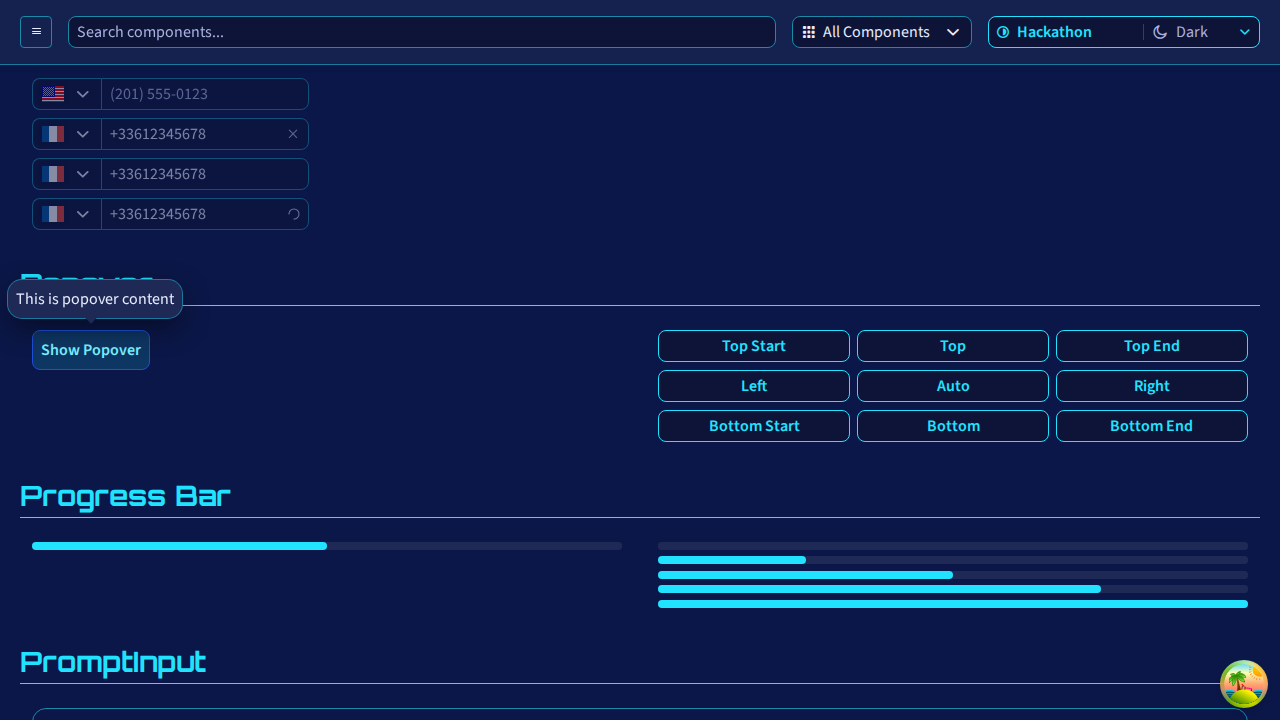 Search components...
All Components
Hackathon
Dark
(201) 555-0123
+33612345678
+33612345678
+33612345678
This is popover content
Show Popover
Top Start
Top
Top End
Left
Auto
Right
Bottom Start
Bottom
Bottom End
Progress Bar
PromptInput